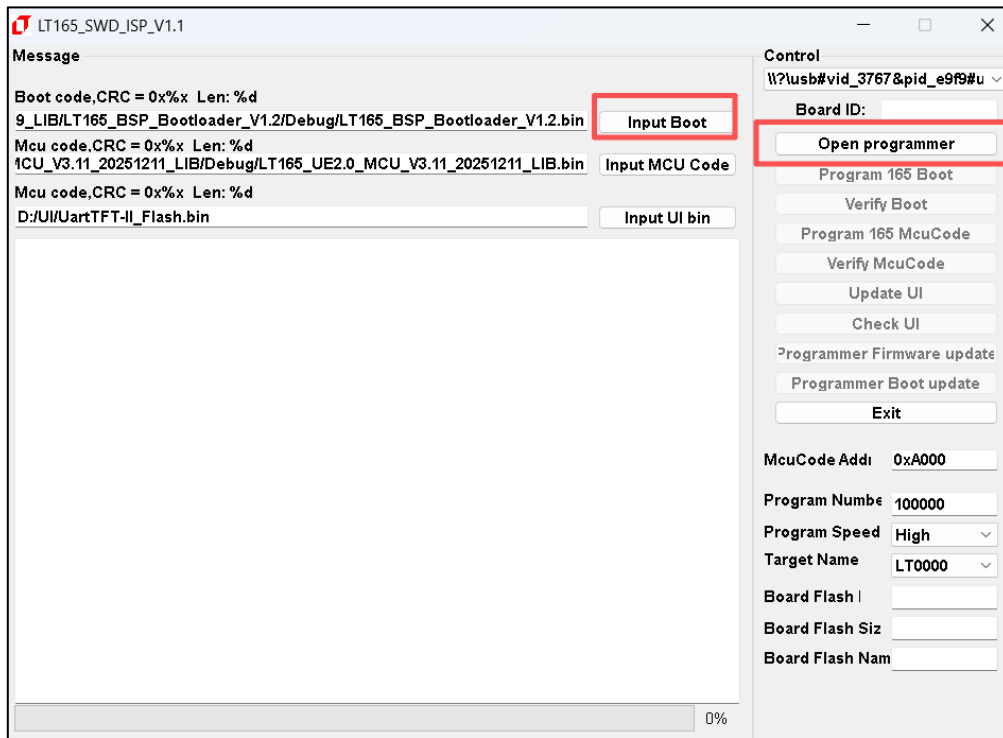 LT165_SWD_ISP_V1.1
Message
Boot code,CRC = 0x%x Len: %d
9_LIB/LT165_BSP_Bootloader_V1.2/Debug/LT165_BSP_Bootloader_V1.2.bin
Input Boot
Mcu code,CRC = 0x%x Len: %d
MCU_V3.11_20251211_LIB/Debug/LT165_UE2.0_MCU_V3.11_20251211_LIB.bin
Input MCU Code
Mcu code,CRC = 0x%x Len: %d
D:/UI/UartTFT-II_Flash.bin
Input UI bin
0%
Control
\\?\usb#vid_3767&pid_e9f9#u
Board ID:
Open programmer
Program 165 Boot
Verify Boot
Program 165 McuCode
Verify McuCode
Update UI
Check UI
Programmer Firmware update
Programmer Boot update
Exit
McuCode Addr 0xA000
Program Numbe 100000
Program Speed High
Target Name LT0000
Board Flash I
Board Flash Siz
Board Flash Nam